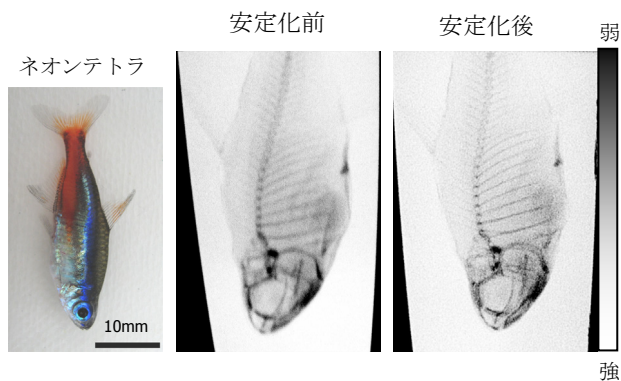 安定化前
安定化後
弱
ネオンテトラ
10mm
強